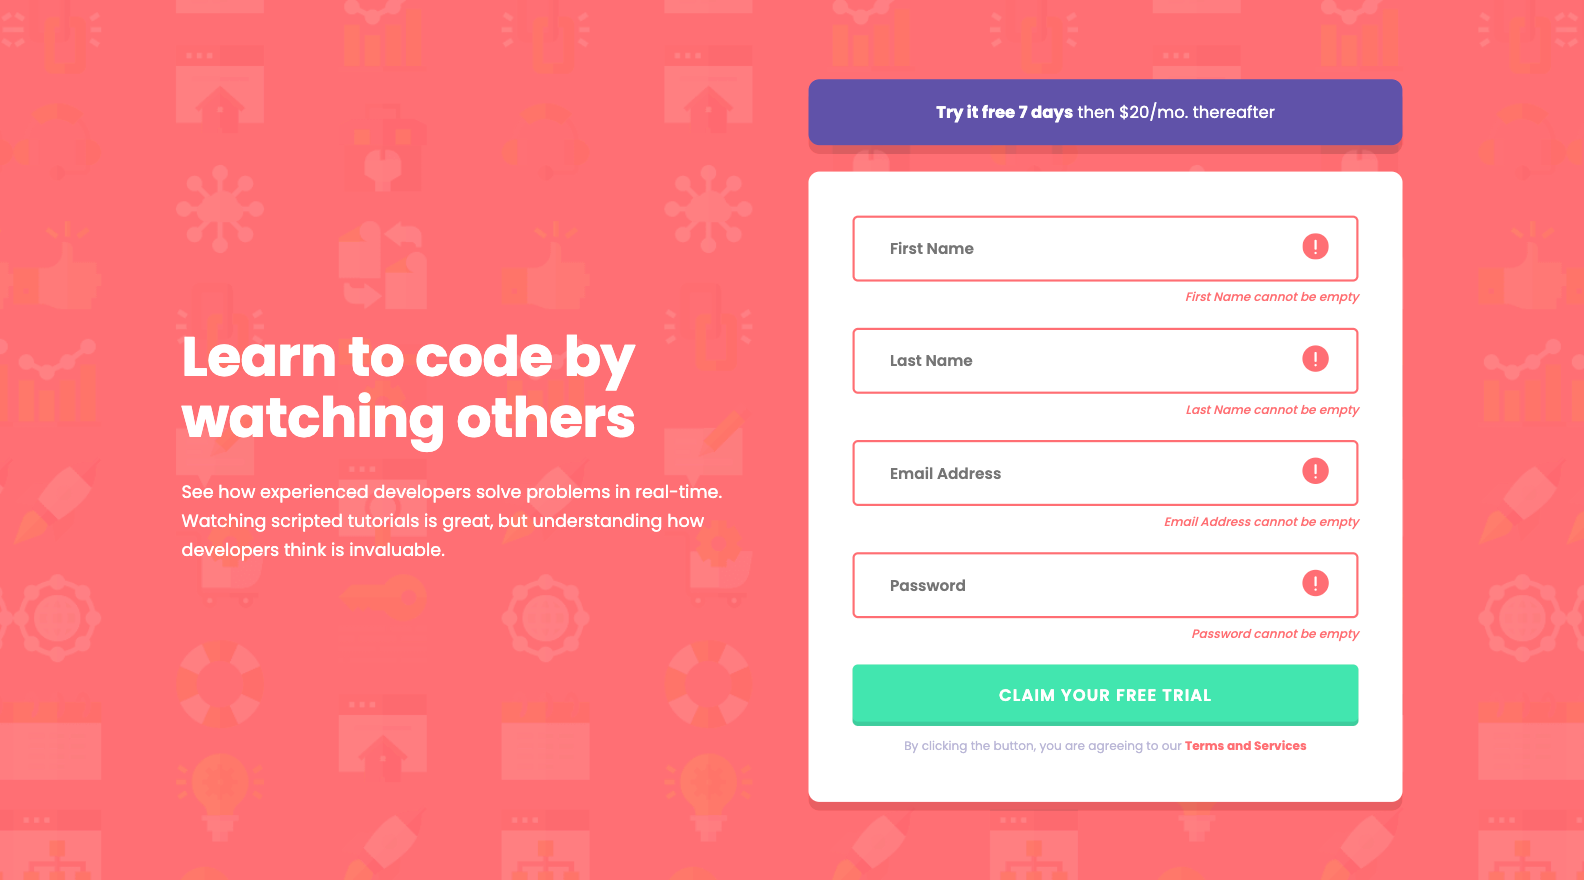 Learn to code by
watching others
See how experienced developers solve problems in real-time.
Watching scripted tutorials is great, but understanding how
developers think is invaluable.
Try it free 7 days then $20/mo. thereafter
First Name
First Name cannot be empty
Last Name
Last Name cannot be empty
Email Address
Email Address cannot be empty
Password
Password cannot be empty
CLAIM YOUR FREE TRIAL
By clicking the button, you are agreeing to our Terms and Services